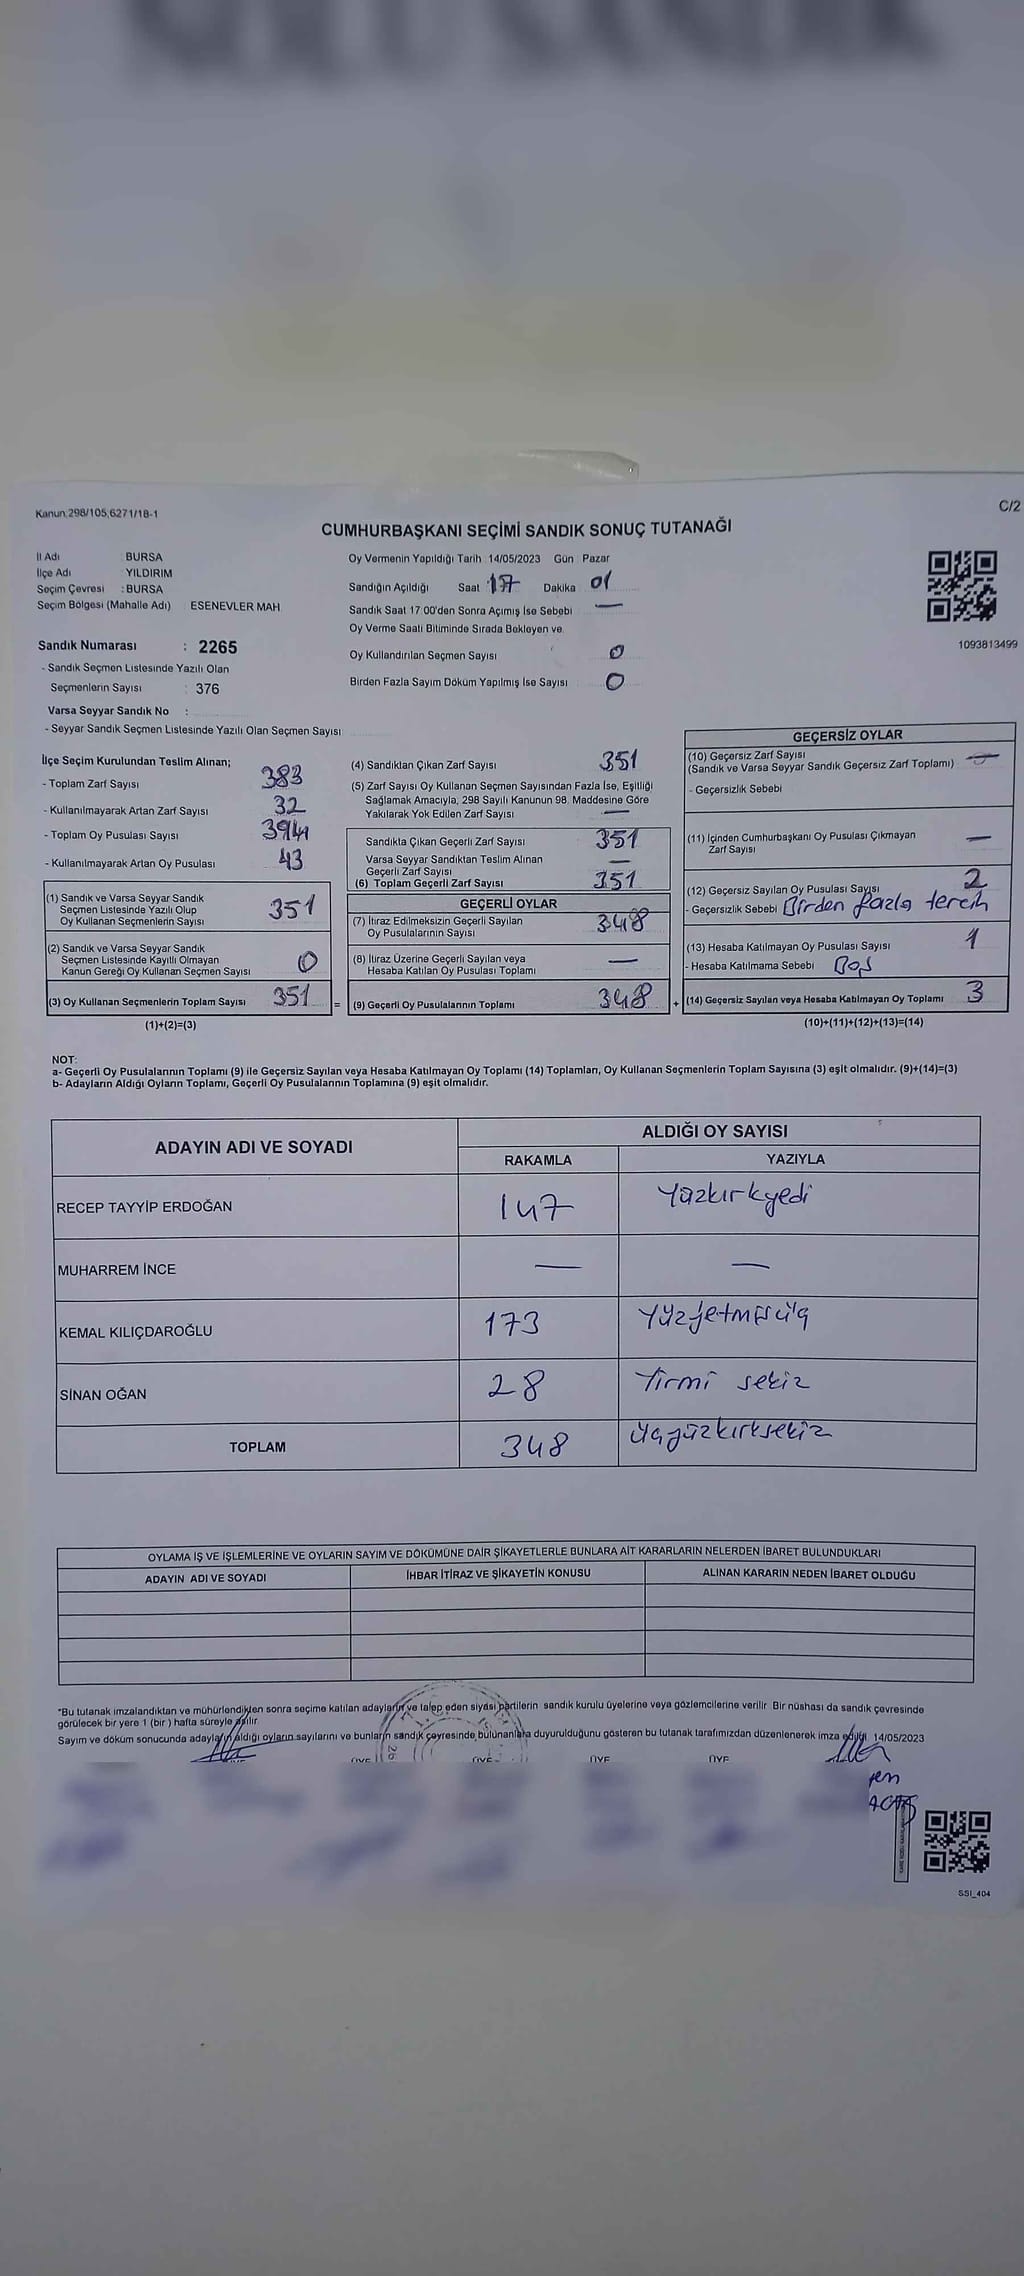 NOLU SANDIK
Kanun:298/105,6271/18-1
C/2
CUMHURBAŞKANI SEÇİMİ SANDIK SONUÇ TUTANAĞI
İl Adı : BURSA
İlçe Adı : YILDIRIM
Seçim Çevresi : BURSA
Seçim Bölgesi (Mahalle Adı) : ESENEVLER MAH
Sandık Numarası : 2265
- Sandık Seçmen Listesinde Yazılı Olan
Seçmenlerin Sayısı : 376
Varsa Seyyar Sandık No :
- Seyyar Sandık Seçmen Listesinde Yazılı Olan Seçmen Sayısı
Oy Vermenin Yapıldığı Tarih 14/05/2023 Gün Pazar
Sandığın Açıldığı Saat 17 Dakika 01
Sandık Saat 17:00'den Sonra Açımış İse Sebebi —
Oy Verme Saati Bitiminde Sırada Bekleyen ve
Oy Kullandırılan Seçmen Sayısı 0
Birden Fazla Sayım Döküm Yapılmış İse Sayısı 0
1093813499
İlçe Seçim Kurulundan Teslim Alınan;
- Toplam Zarf Sayısı 383
- Kullanılmayarak Artan Zarf Sayısı 32
- Toplam Oy Pusulası Sayısı 394
- Kullanılmayarak Artan Oy Pusulası 43
(1) Sandık ve Varsa Seyyar Sandık
Seçmen Listesinde Yazılı Olup
Oy Kullanan Seçmenlerin Sayısı 351
(2) Sandık ve Varsa Seyyar Sandık
Seçmen Listesinde Kayıtlı Olmayan
Kanun Gereği Oy Kullanan Seçmen Sayısı 0
(3) Oy Kullanan Seçmenlerin Toplam Sayısı 351 =
(1)+(2)=(3)
(4) Sandıktan Çıkan Zarf Sayısı 351
(5) Zarf Sayısı Oy Kullanan Seçmen Sayısından Fazla İse, Eşitliği
Sağlamak Amacıyla, 298 Sayılı Kanunun 98. Maddesine Göre
Yakılarak Yok Edilen Zarf Sayısı —
Sandıkta Çıkan Geçerli Zarf Sayısı 351
Varsa Seyyar Sandıktan Teslim Alınan
Geçerli Zarf Sayısı —
(6) Toplam Geçerli Zarf Sayısı 351
GEÇERLİ OYLAR
(7) İtiraz Edilmeksizin Geçerli Sayılan
Oy Pusulalarının Sayısı 348
(8) İtiraz Üzerine Geçerli Sayılan veya
Hesaba Katılan Oy Pusulası Toplamı —
(9) Geçerli Oy Pusulalarının Toplamı 348 +
GEÇERSİZ OYLAR
(10) Geçersiz Zarf Sayısı
(Sandık ve Varsa Seyyar Sandık Geçersiz Zarf Toplamı) —
- Geçersizlik Sebebi
(11) İçinden Cumhurbaşkanı Oy Pusulası Çıkmayan
Zarf Sayısı —
(12) Geçersiz Sayılan Oy Pusulası Sayısı 2
- Geçersizlik Sebebi Birden fazla tercih
(13) Hesaba Katılmayan Oy Pusulası Sayısı 1
- Hesaba Katılmama Sebebi Boş
(14) Geçersiz Sayılan veya Hesaba Katılmayan Oy Toplamı 3
(10)+(11)+(12)+(13)=(14)
NOT:
a- Geçerli Oy Pusulalarının Toplamı (9) ile Geçersiz Sayılan veya Hesaba Katılmayan Oy Toplamı (14) Toplamları, Oy Kullanan Seçmenlerin Toplam Sayısına (3) eşit olmalıdır. (9)+(14)=(3)
b- Adayların Aldığı Oyların Toplamı, Geçerli Oy Pusulalarının Toplamına (9) eşit olmalıdır.
ADAYIN ADI VE SOYADI ALDIĞI OY SAYISI
RAKAMLA YAZIYLA
RECEP TAYYİP ERDOĞAN 147 Yüzkırkyedi
MUHARREM İNCE — —
KEMAL KILIÇDAROĞLU 173 Yüzyetmişüç
SİNAN OĞAN 28 Yirmi sekiz
TOPLAM 348 üçyüzkırksekiz
OYLAMA İŞ VE İŞLEMLERİNE VE OYLARIN SAYIM VE DÖKÜMÜNE DAİR ŞİKAYETLERLE BUNLARA AİT KARARLARIN NELERDEN İBARET BULUNDUKLARI
ADAYIN ADI VE SOYADI İHBAR İTİRAZ VE ŞİKAYETİN KONUSU ALINAN KARARIN NEDEN İBARET OLDUĞU
*Bu tutanak imzalandıktan ve mühürlendikten sonra seçime katılan adayların ve talep eden siyasi partilerin sandık kurulu üyelerine veya gözlemcilerine verilir. Bir nüshası da sandık çevresinde
görülecek bir yere 1 (bir) hafta süreyle asılır.
Sayım ve döküm sonucunda adayların aldığı oyların sayılarını ve bunların sandık çevresinde bulunanlara duyurulduğunu gösteren bu tutanak tarafımızdan düzenlenerek imza edildi. 14/05/2023
ÜYE ÜYE ÜYE ÜYE
SSI_404